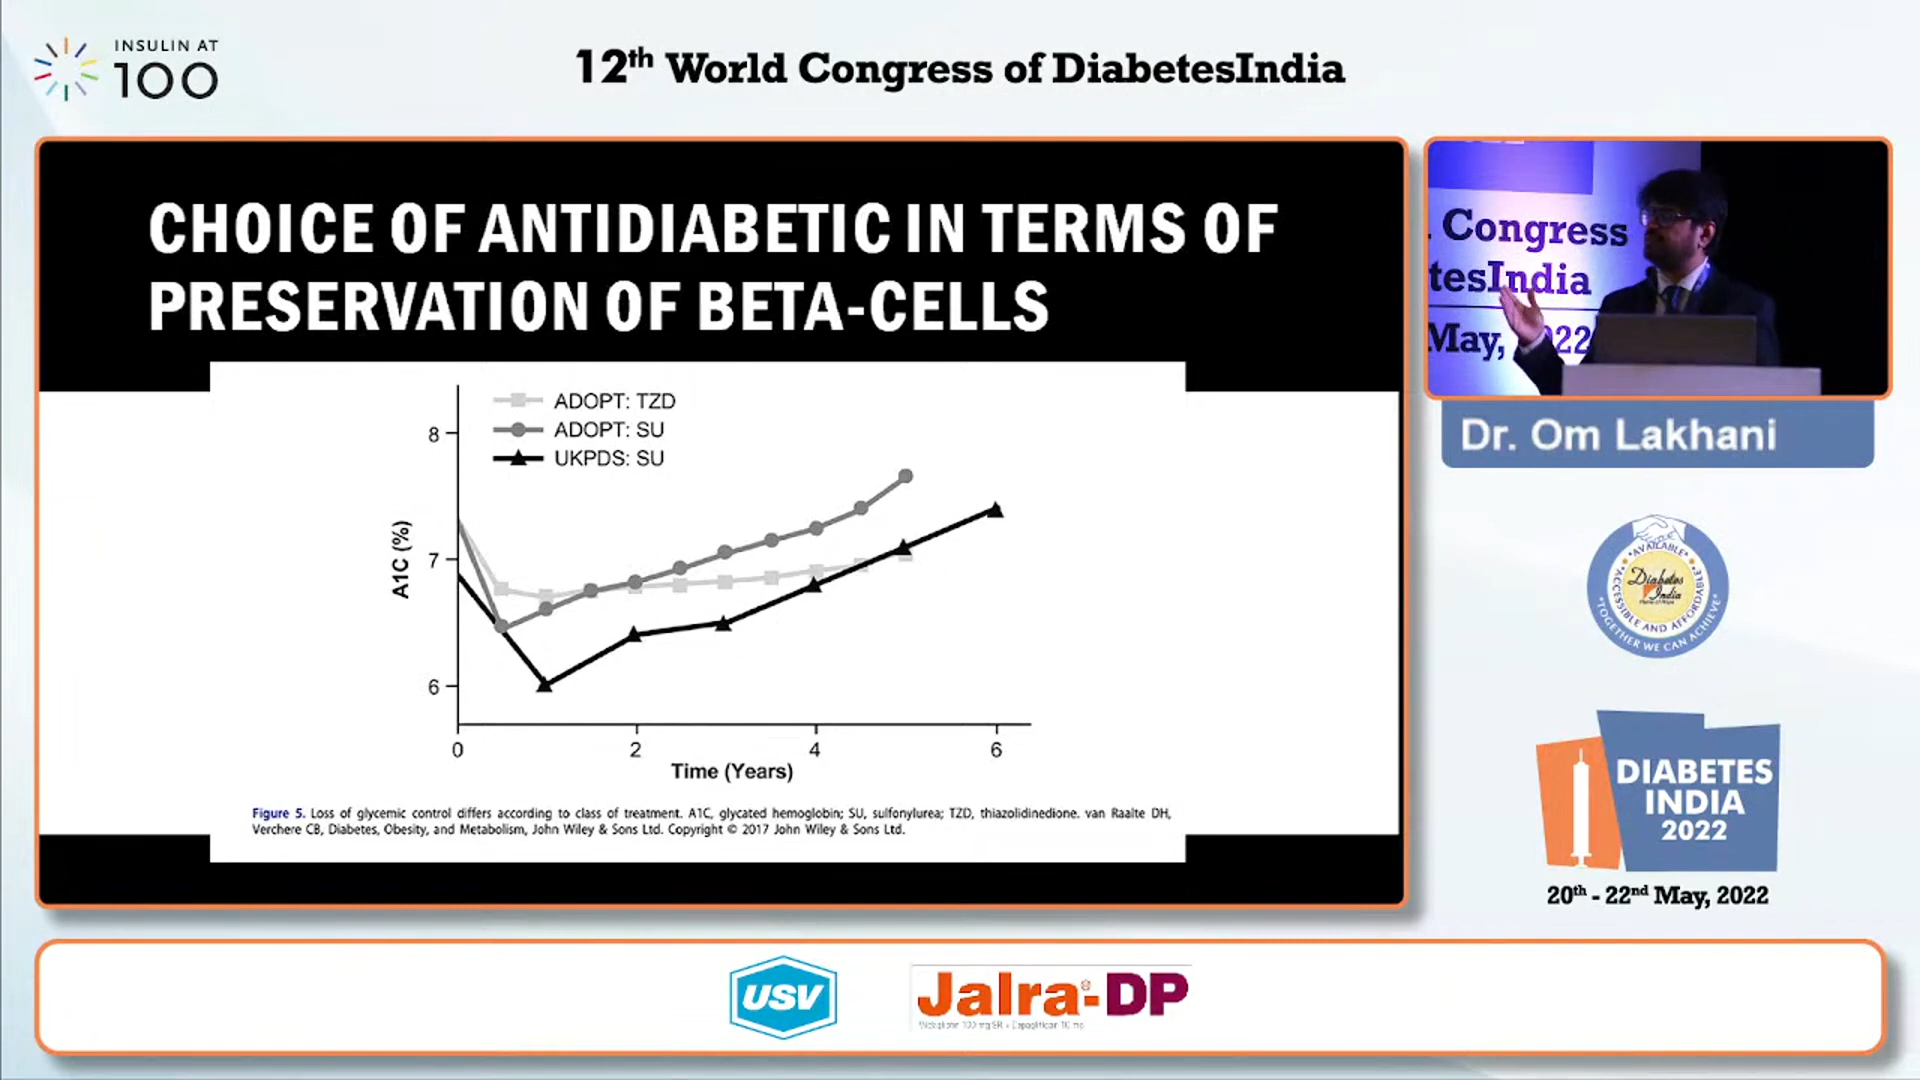 INSULIN AT
100
12th World Congress of DiabetesIndia
CHOICE OF ANTIDIABETIC IN TERMS OF
PRESERVATION OF BETA-CELLS
ADOPT: TZD
ADOPT: SU
UKPDS: SU
8
7
6
A1C (%)
0 2 4 6
Time (Years)
Figure 5. Loss of glycemic control differs according to class of treatment. A1C, glycated hemoglobin; SU, sulfonylurea; TZD, thiazolidinedione. van Raalte DH,
Verchere CB, Diabetes, Obesity, and Metabolism, John Wiley & Sons Ltd. Copyright © 2017 John Wiley & Sons Ltd.
Congress
tesIndia
May, 022
Dr. Om Lakhani
AVAILABLE
ACCESSIBLE AND AFFORDABLE
Diabetes
India
"TOGETHER WE CAN ACHIEVE"
DIABETES
INDIA
2022
20th - 22nd May, 2022
USV
Jalra®-DP